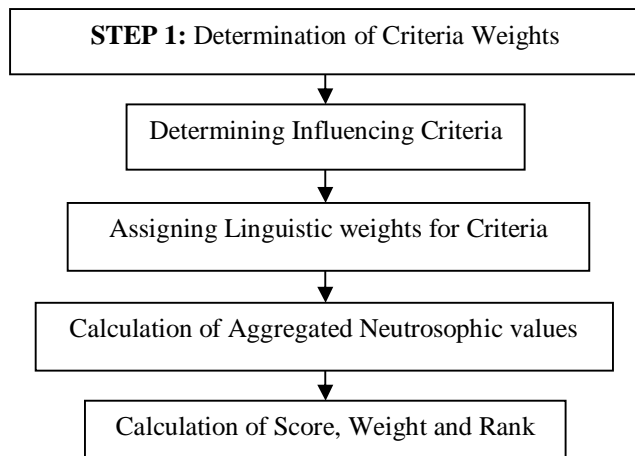 STEP 1: Determination of Criteria Weights
Determining Influencing Criteria
Assigning Linguistic weights for Criteria
Calculation of Aggregated Neutrosophic values
Calculation of Score, Weight and Rank